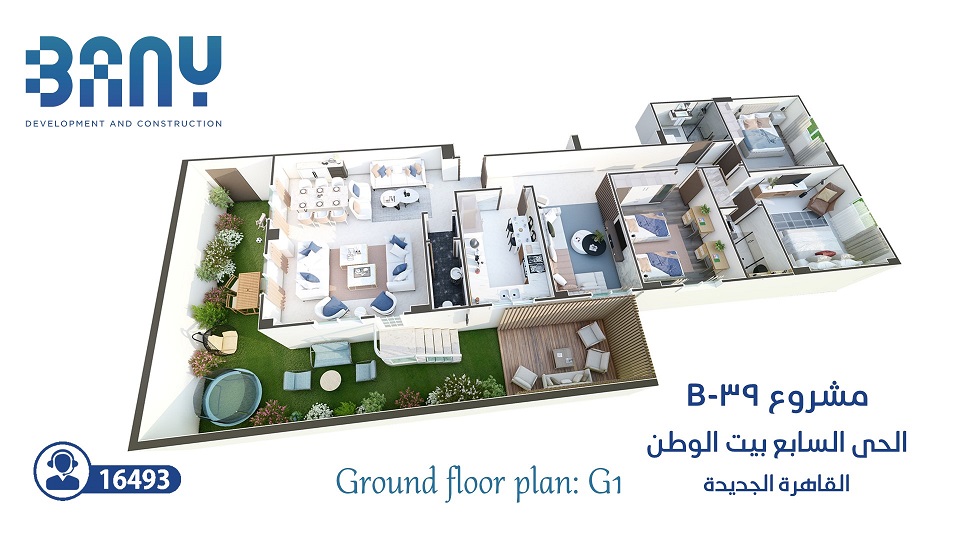 BANY
DEVELOPMENT AND CONSTRUCTION
مشروع B-٣٩
الحى السابع بيت الوطن
القاهرة الجديدة
Ground floor plan: G1
16493